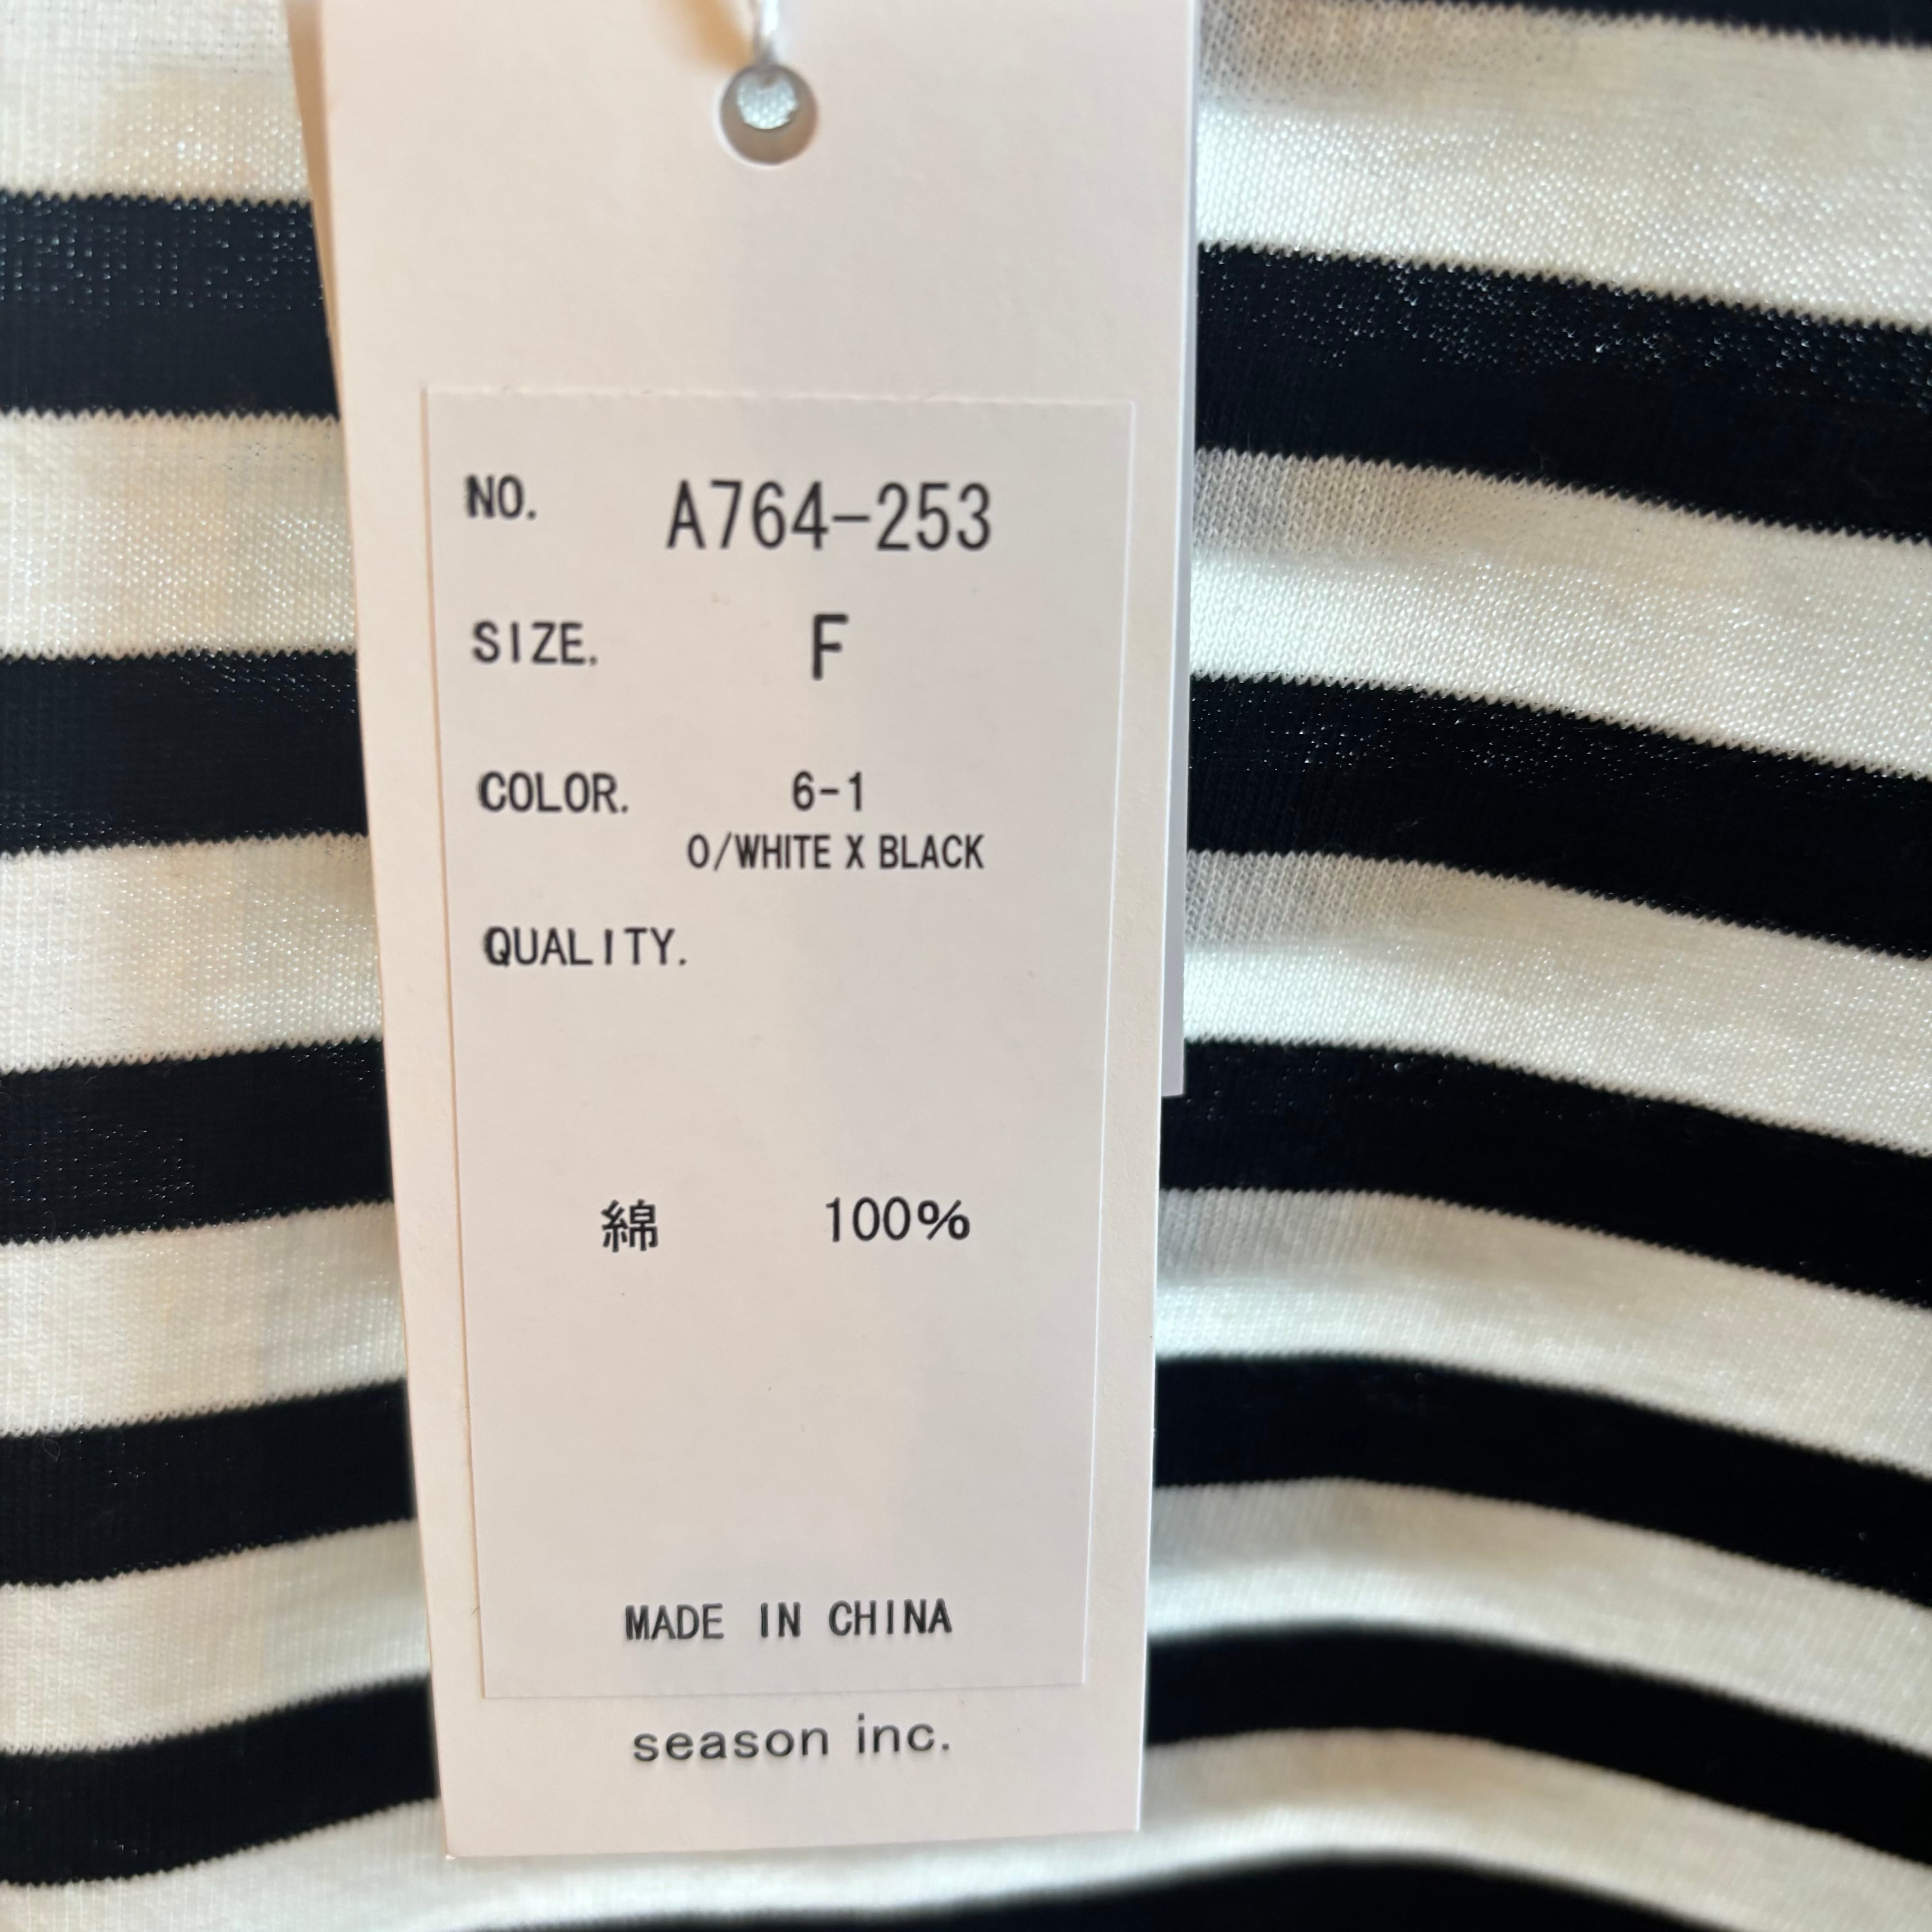 NO. A764-253
SIZE. F
COLOR. 6-1
O/WHITE X BLACK
QUALITY.
綿 100%
MADE IN CHINA
season inc.